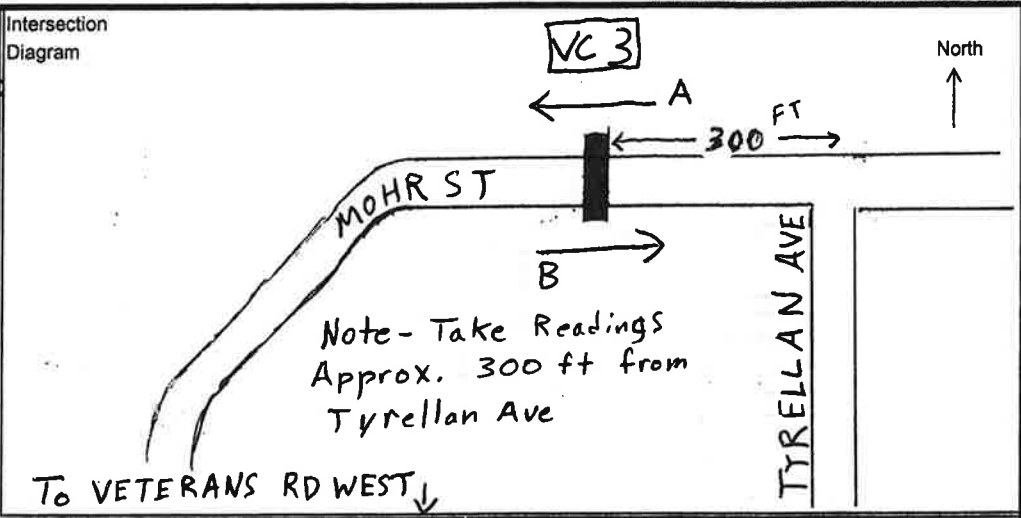 Intersection
Diagram
VC 3
North
A
300 FT
MOHR ST
B
TYRELLAN AVE
Note - Take Readings
Approx. 300 ft from
Tyrellan Ave
To VETERANS RD WEST